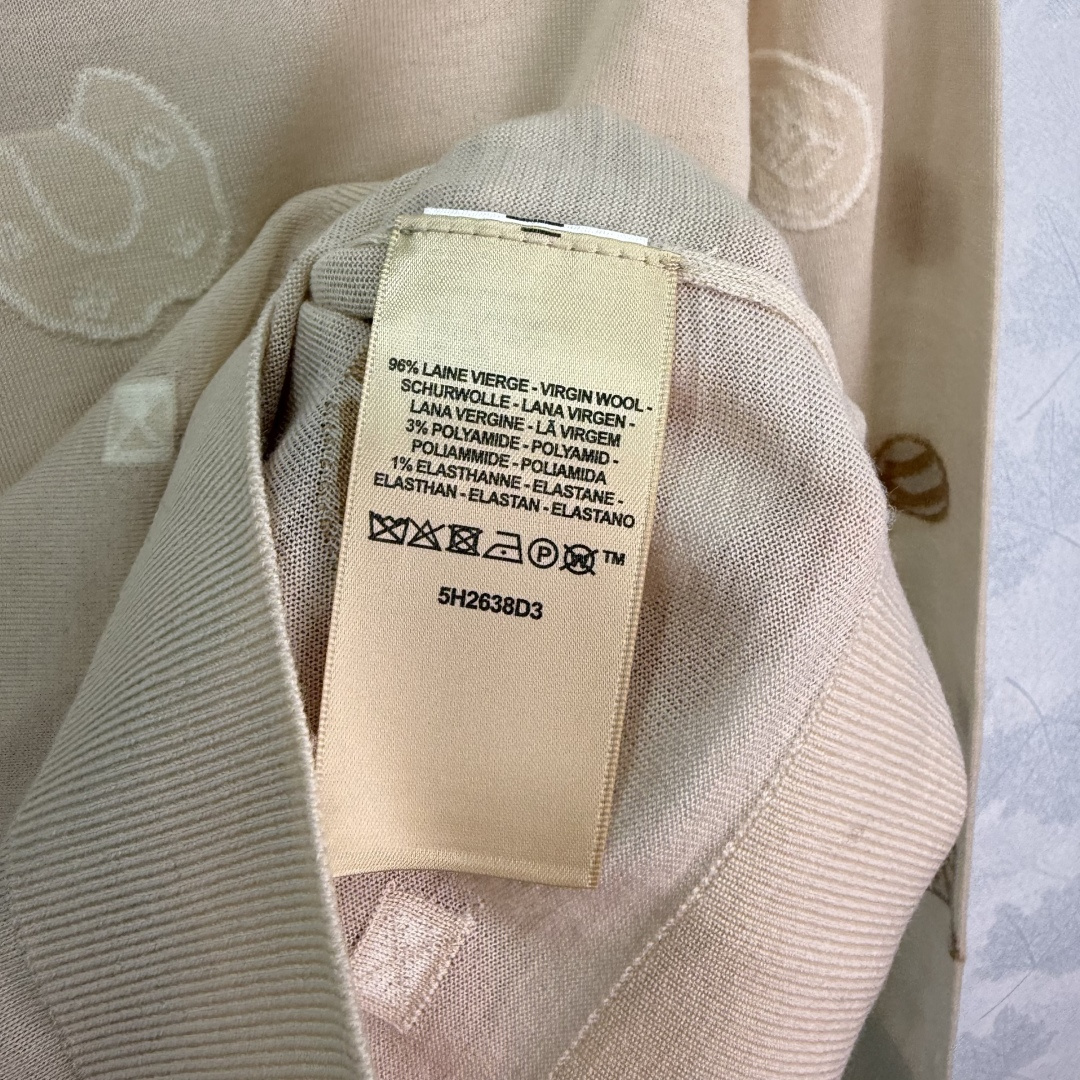 96% LAINE VIERGE - VIRGIN WOOL -
SCHURWOLLE - LANA VIRGEN -
LANA VERGINE - LÃ VIRGEM
3% POLYAMIDE - POLYAMID -
POLIAMMIDE - POLIAMIDA
1% ELASTHANNE - ELASTANE -
ELASTHAN - ELASTAN - ELASTANO
P W TM
5H2638D3